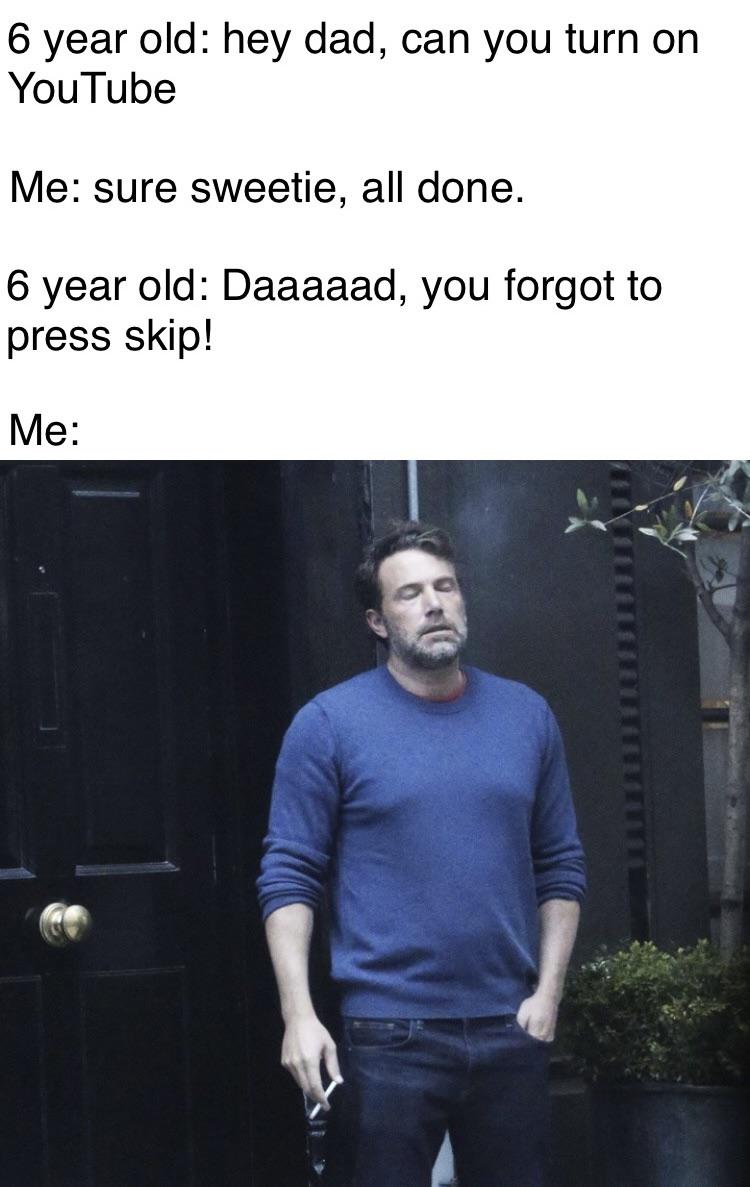 6 year old: hey dad, can you turn on
YouTube
Me: sure sweetie, all done.
6 year old: Daaaaad, you forgot to
press skip!
Me: